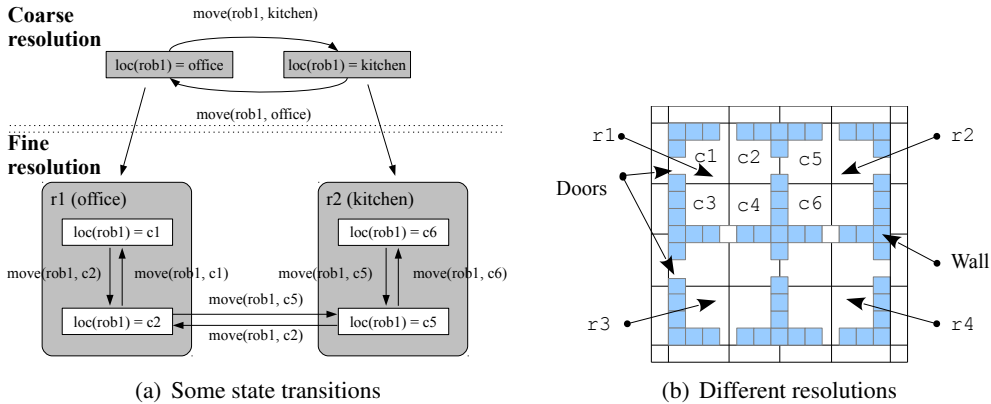 Coarse
resolution
move(rob1, kitchen)
loc(rob1) = office
loc(rob1) = kitchen
move(rob1, office)
Fine
resolution
r1 (office)
r2 (kitchen)
loc(rob1) = c1
loc(rob1) = c6
move(rob1, c2)
move(rob1, c1)
move(rob1, c5)
move(rob1, c6)
move(rob1, c5)
loc(rob1) = c2
loc(rob1) = c5
move(rob1, c2)
(a) Some state transitions
r1
c1
c2
c5
r2
Doors
c3
c4
c6
Wall
r3
r4
(b) Different resolutions